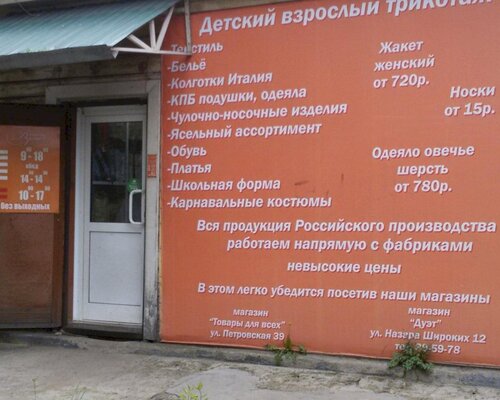 Детский взрослый трикотаж
Текстиль
-Бельё
-Колготки Италия
-КПБ подушки, одеяла
-Чулочно-носочные изделия
-Ясельный ассортимент
-Обувь
-Платья
-Школьная форма
-Карнавальные костюмы
Жакет
женский
от 720р.
Носки
от 15р.
Одеяло овечье
шерсть
от 780р.
Вся продукция Российского производства
работаем напрямую с фабриками
невысокие цены
В этом легко убедится посетив наши магазины
магазин
"Товары для всех"
ул. Петровская 39
магазин
"Дуэт"
ул. Назара Широких 12
9 - 18
14 - 14
10 - 17
без выходных